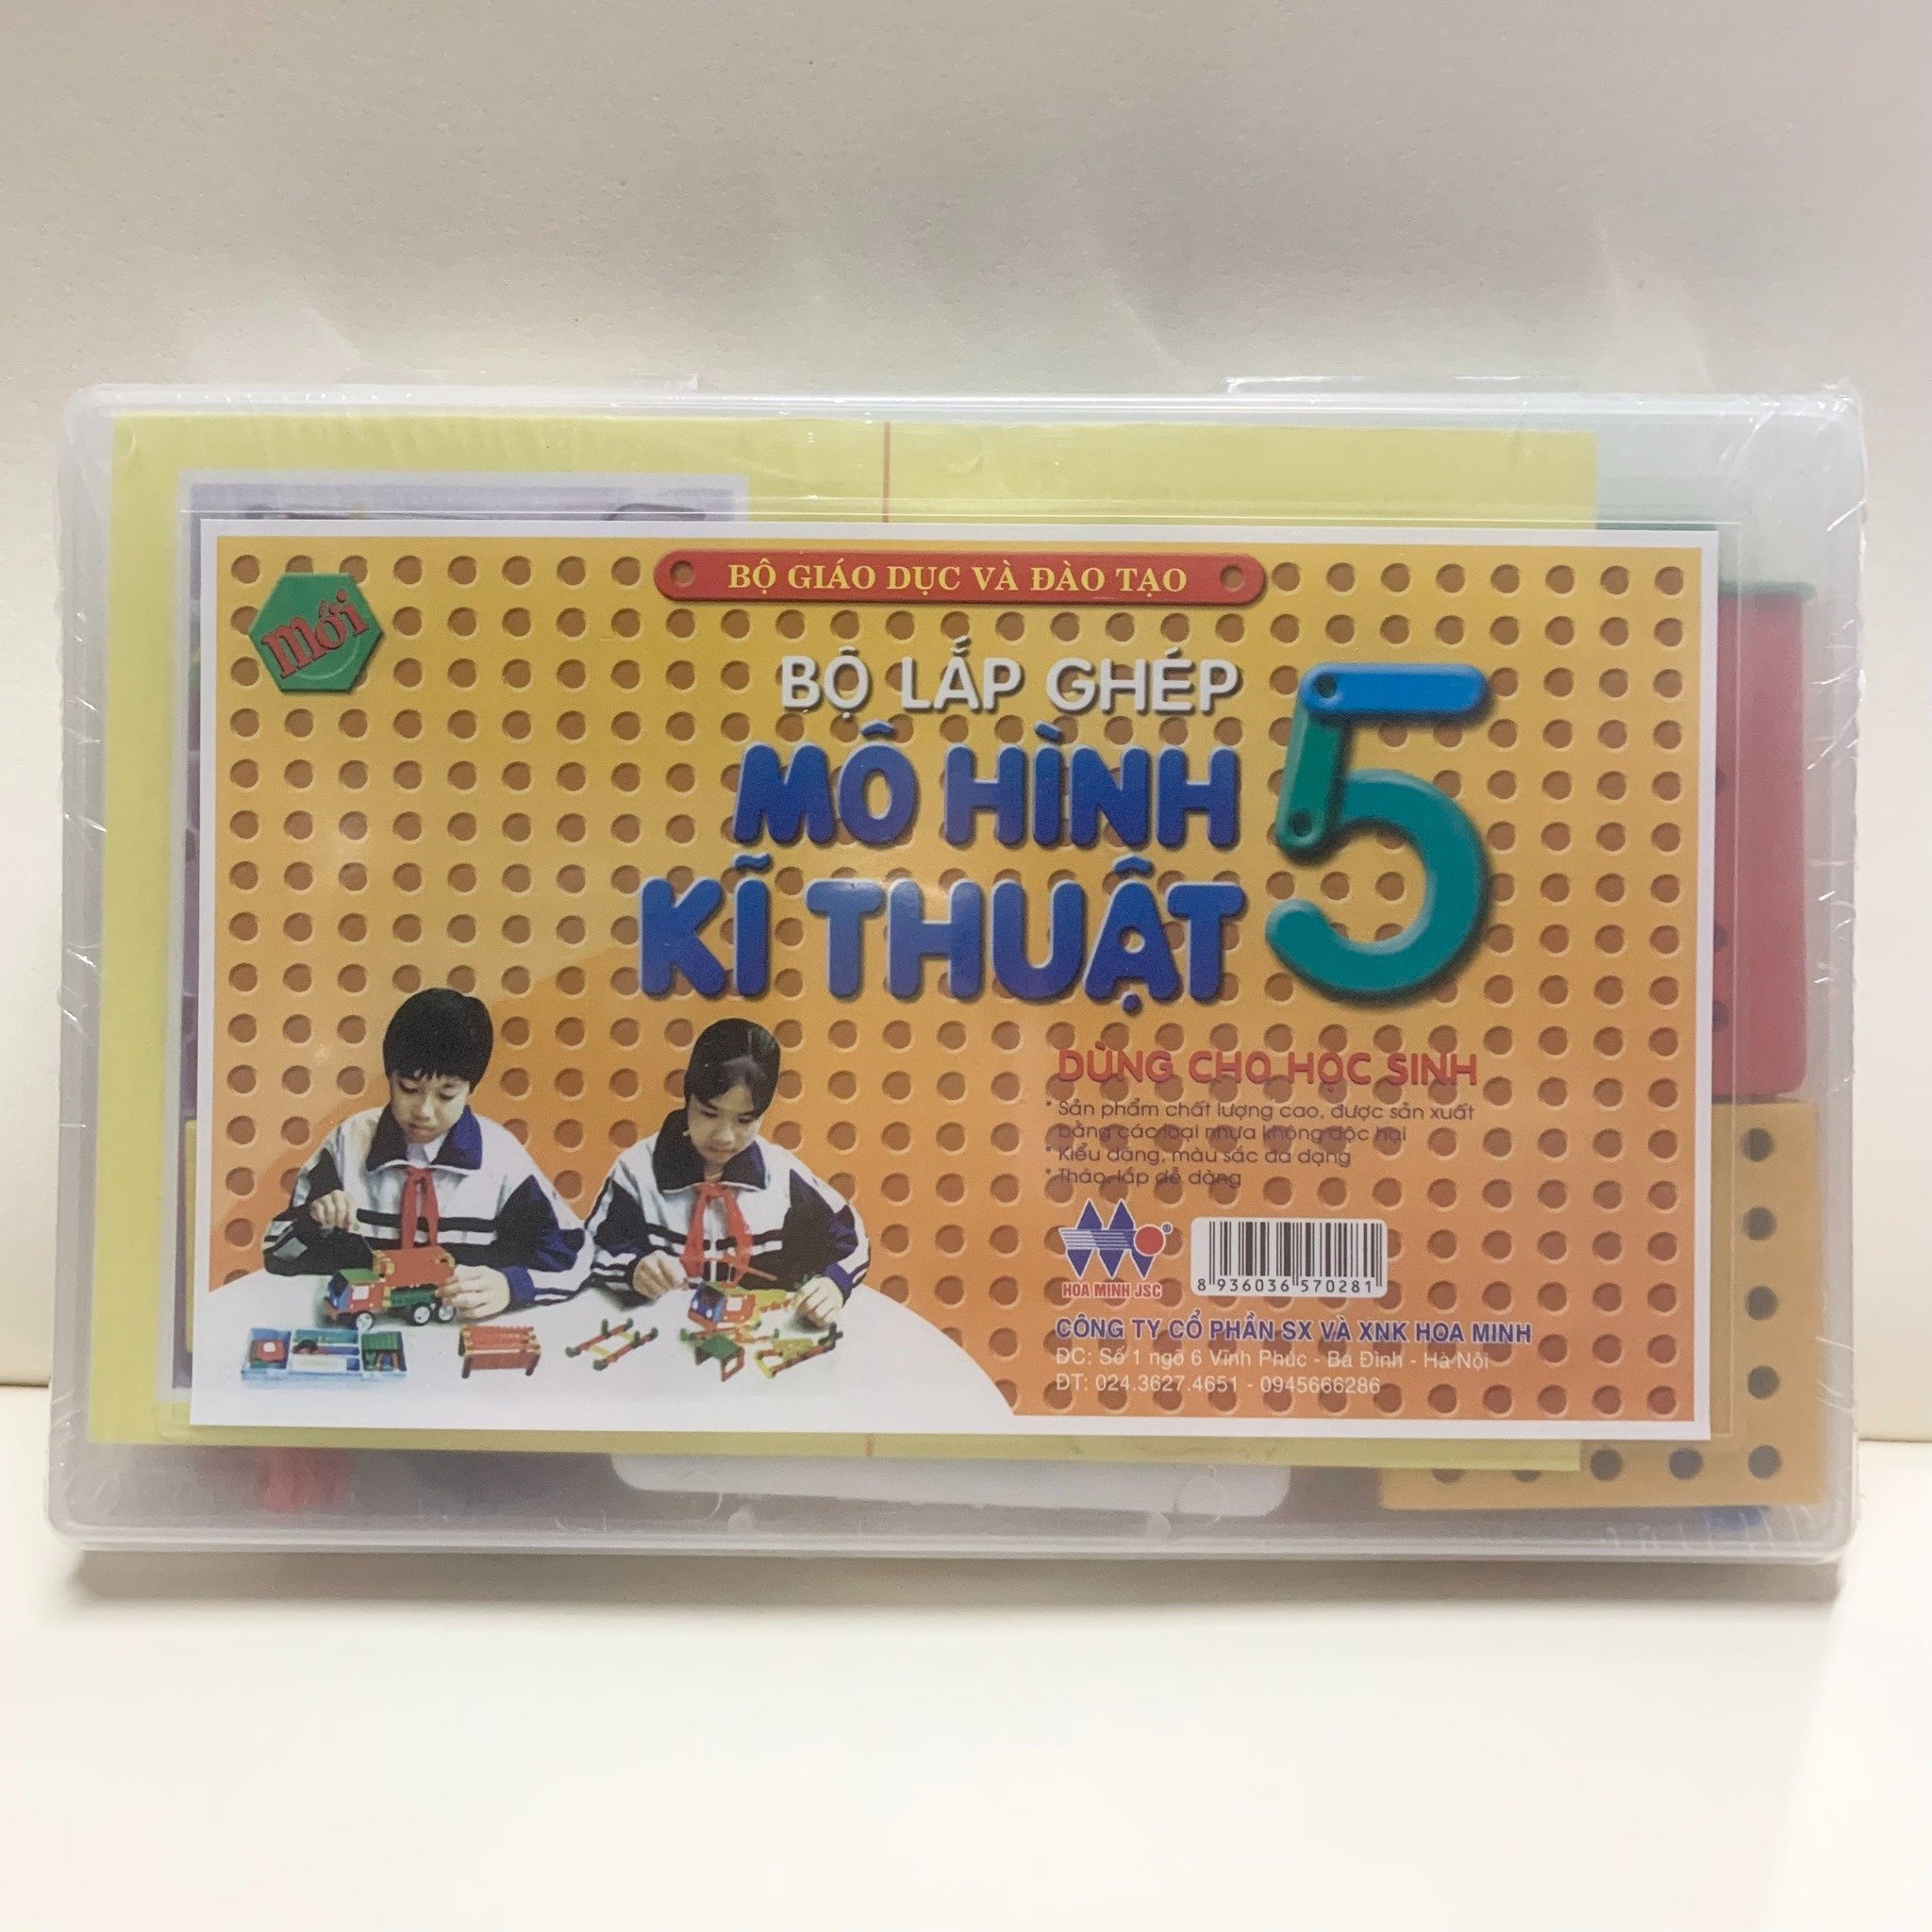 BỘ GIÁO DỤC VÀ ĐÀO TẠO
mới
BỘ LẮP GHÉP
MÔ HÌNH
KĨ THUẬT
5
DÙNG CHO HỌC SINH
* Sản phẩm chất lượng cao, được sản xuất
bằng các loại nhựa không độc hại
* Kiểu dáng, màu sắc đa dạng
* Tháo, lắp dễ dàng
HOA MINH JSC
8 936036 570281
CÔNG TY CỔ PHẦN SX VÀ XNK HOA MINH
ĐC: Số 1 ngõ 6 Vĩnh Phúc - Ba Đình - Hà Nội
ĐT: 024.3627.4651 - 0945666286